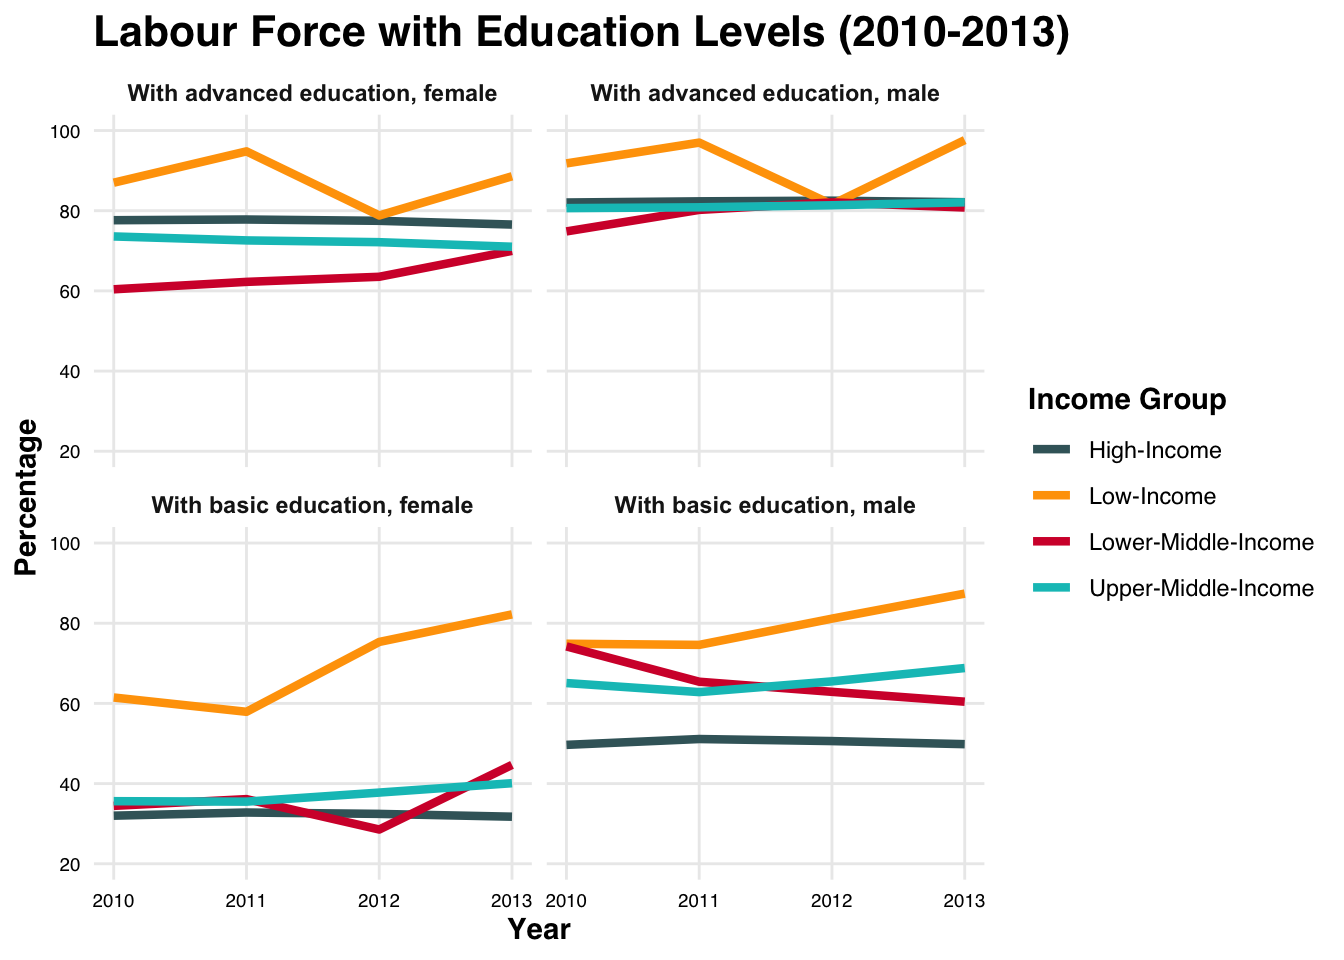 Labour Force with Education Levels (2010-2013)
With advanced education, female
With advanced education, male
100
80
60
40
20
With basic education, female
With basic education, male
100
80
60
40
20
2010 2011 2012 2013
2010 2011 2012 2013
Year
Percentage
Income Group
High-Income
Low-Income
Lower-Middle-Income
Upper-Middle-Income